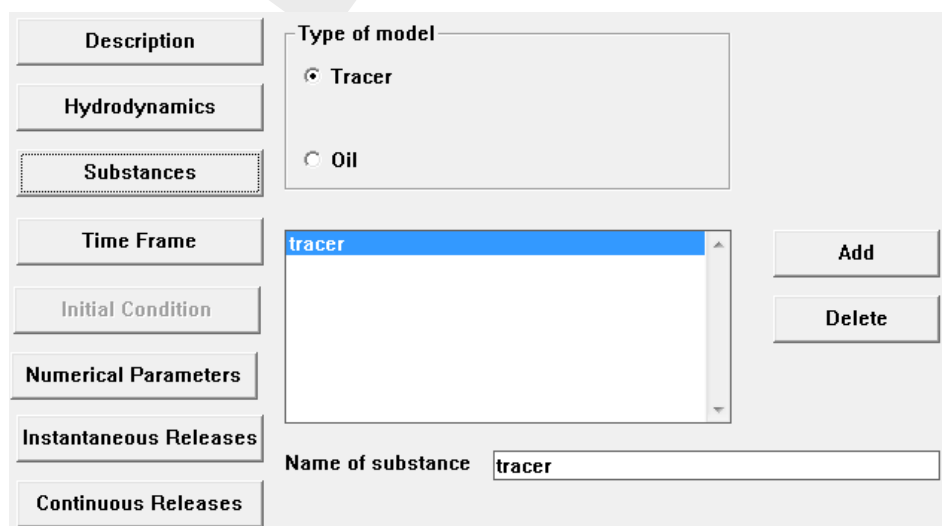 Description
Hydrodynamics
Substances
Time Frame
Initial Condition
Numerical Parameters
Instantaneous Releases
Continuous Releases
Type of model
Tracer
Oil
tracer
Add
Delete
Name of substance
tracer